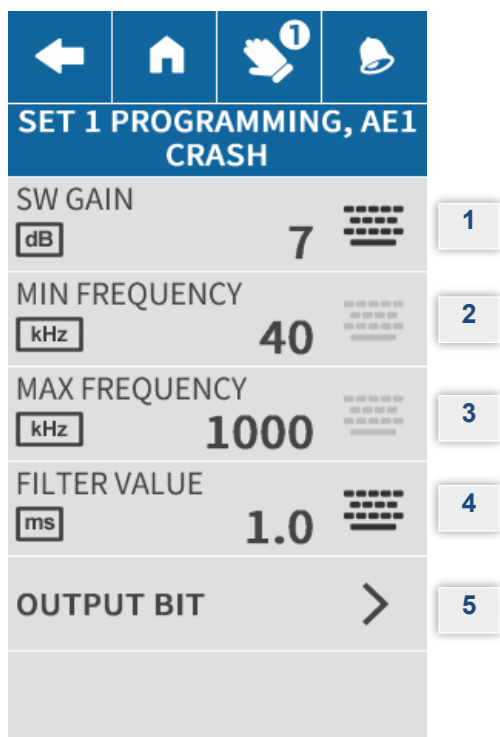 1
SET 1 PROGRAMMING, AE1
CRASH
SW GAIN
dB
7
1
MIN FREQUENCY
kHz
40
2
MAX FREQUENCY
kHz
1000
3
FILTER VALUE
ms
1.0
4
OUTPUT BIT
5